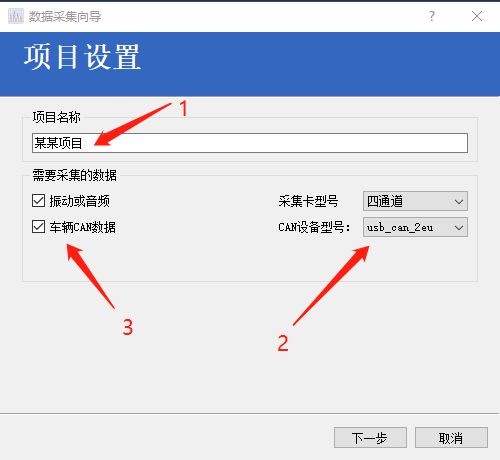 数据采集向导
?
项目设置
1
项目名称
某某项目
需要采集的数据
振动或音频 采集卡型号 四通道
车辆CAN数据 CAN设备型号: usb_can_2eu
3
2
下一步 取消